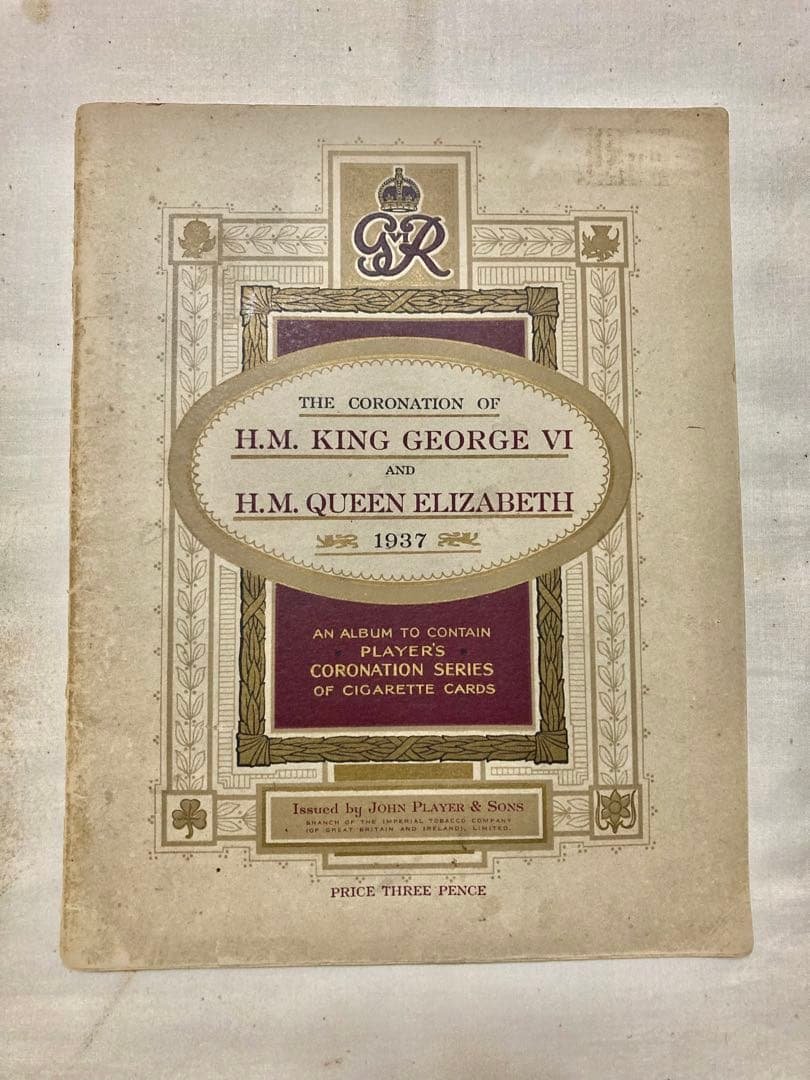 GVIR
THE CORONATION OF
H.M. KING GEORGE VI
AND
H.M. QUEEN ELIZABETH
1937
AN ALBUM TO CONTAIN
PLAYER'S
CORONATION SERIES
OF CIGARETTE CARDS
Issued by JOHN PLAYER & SONS
BRANCH OF THE IMPERIAL TOBACCO COMPANY
(OF GREAT BRITAIN AND IRELAND), LIMITED.
PRICE THREE PENCE